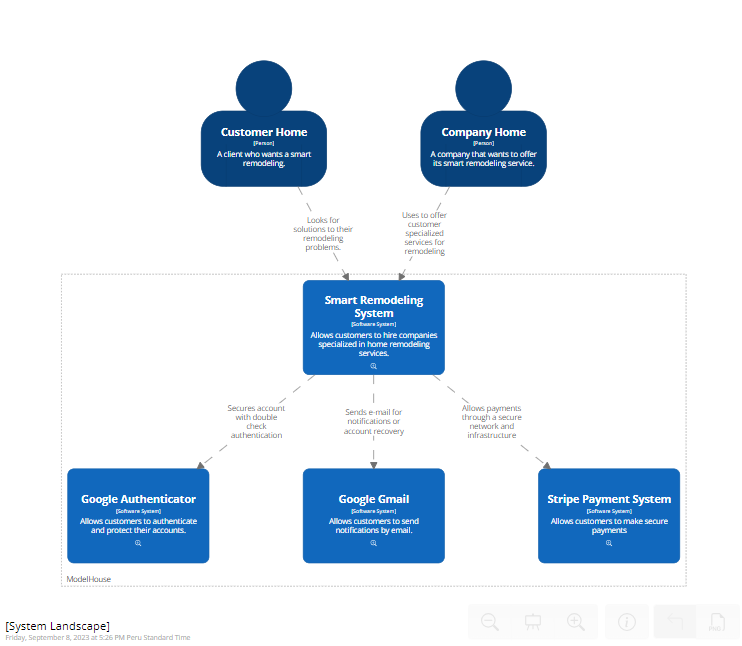 Customer Home
[Person]
A client who wants a smart
remodeling.
Company Home
[Person]
A company that wants to offer
its smart remodeling service.
Looks for
solutions to their
remodeling
problems.
Uses to offer
customer
specialized
services for
remodeling
Smart Remodeling
System
[Software System]
Allows customers to hire companies
specialized in home remodeling
services.
Secures account
with double
check
authentication
Sends e-mail for
notifications or
account recovery
Allows payments
through a secure
network and
infrastructure
Google Authenticator
[Software System]
Allows customers to authenticate
and protect their accounts.
Google Gmail
[Software System]
Allows customers to send
notifications by email.
Stripe Payment System
[Software System]
Allows customers to make secure
payments
ModelHouse
[System Landscape]
Friday, September 8, 2023 at 5:26 PM Peru Standard Time
PNG